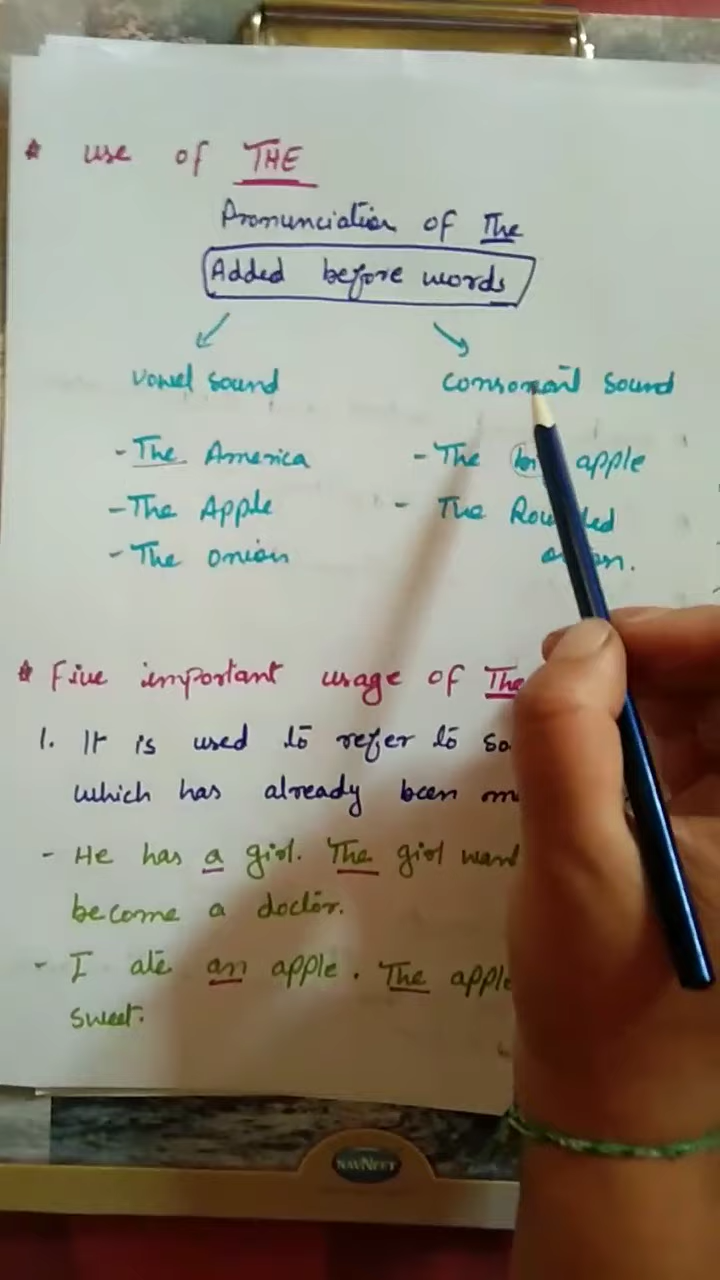 * use of THE
Pronunciation of The
Added before words
vowel sound
- The America
- The Apple
- The onion
consonant sound
- The apple
- The
* Five important usage of The
1. It is used to refer to
which has already been
- He has a girl. The girl want
become a doctor.
- I ate an apple. The apple
sweet.
NAVNEET